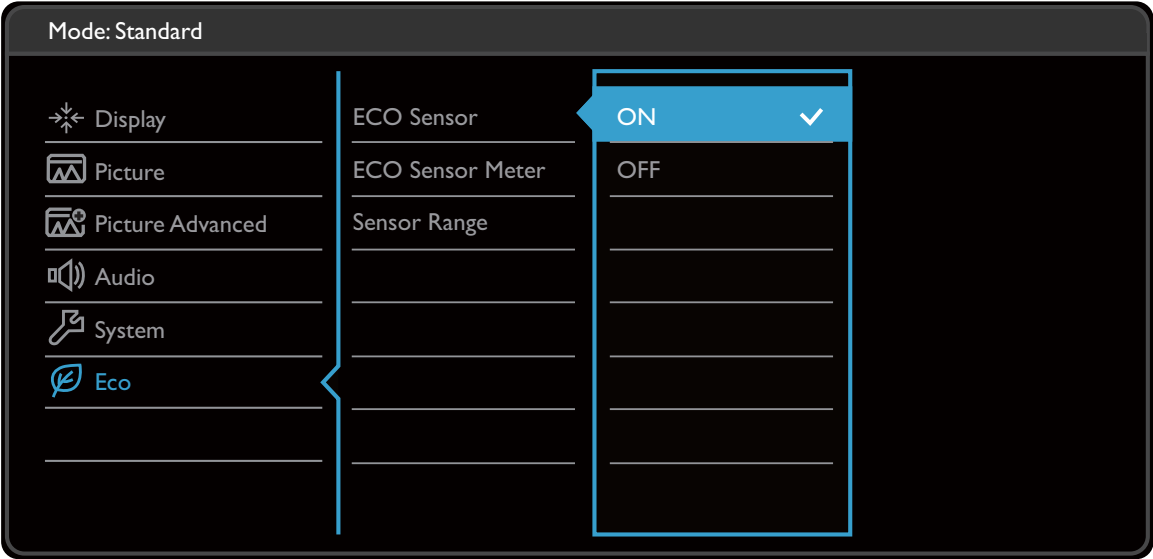 Mode: Standard
Display
Picture
Picture Advanced
Audio
System
Eco
ECO Sensor
ECO Sensor Meter
Sensor Range
ON
OFF